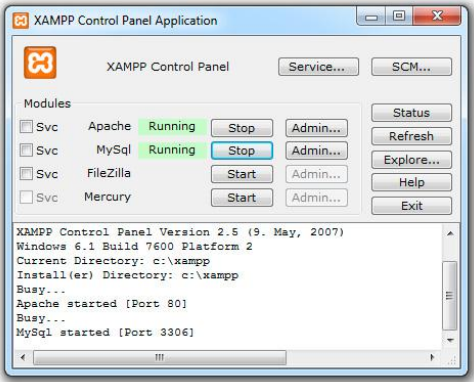 XAMPP Control Panel Application
XAMPP Control Panel Service... SCM...
Modules
Svc Apache Running Stop Admin...
Svc MySql Running Stop Admin...
Svc FileZilla Start Admin...
Svc Mercury Start Admin...
Status
Refresh
Explore...
Help
Exit
XAMPP Control Panel Version 2.5 (9. May, 2007)
Windows 6.1 Build 7600 Platform 2
Current Directory: c:\xampp
Install(er) Directory: c:\xampp
Busy...
Apache started [Port 80]
Busy...
MySql started [Port 3306]